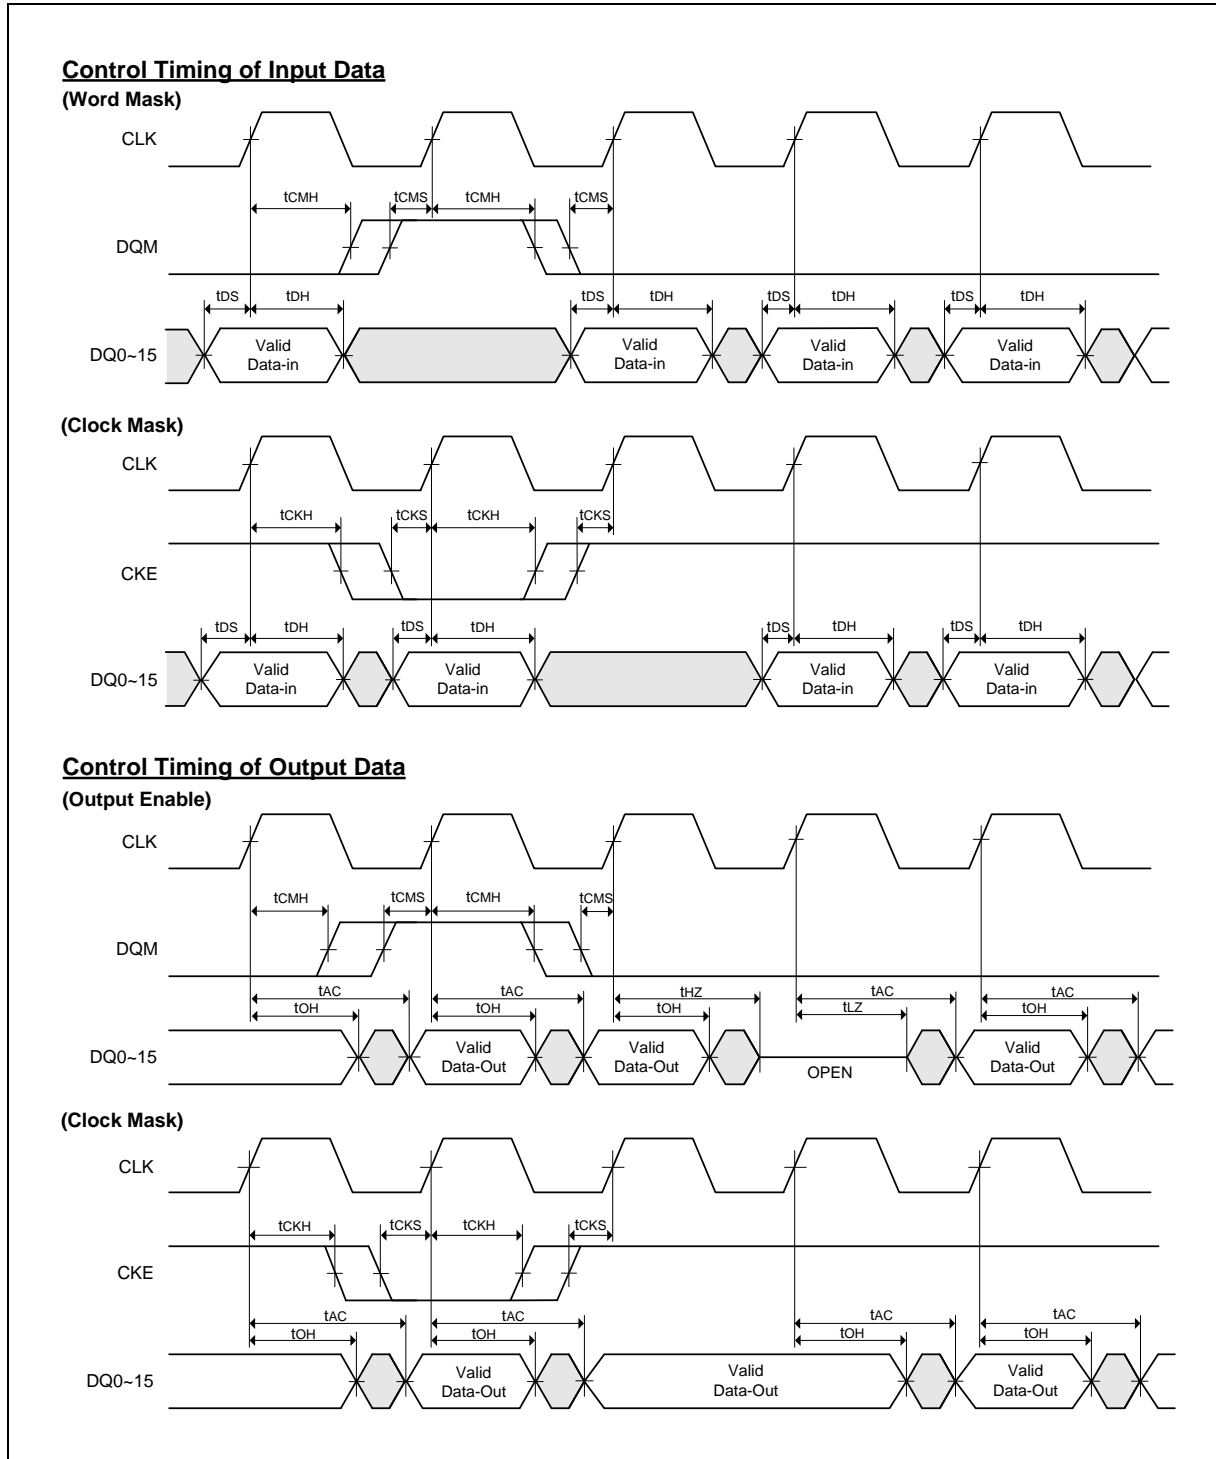 Control Timing of Input Data
(Word Mask)
CLK
tCMH tCMS tCMH tCMS
DQM
tDS tDH tDS tDH tDS tDH tDS tDH
DQ0~15
Valid Data-in
Valid Data-in
Valid Data-in
Valid Data-in
(Clock Mask)
CLK
tCKH tCKS tCKH tCKS
CKE
tDS tDH tDS tDH tDS tDH tDS tDH
DQ0~15
Valid Data-in
Valid Data-in
Valid Data-in
Valid Data-in
Control Timing of Output Data
(Output Enable)
CLK
tCMH tCMS tCMH tCMS
DQM
tAC tAC tHZ tAC tAC
tOH tOH tOH tLZ tOH
DQ0~15
Valid Data-Out
Valid Data-Out
OPEN
Valid Data-Out
(Clock Mask)
CLK
tCKH tCKS tCKH tCKS
CKE
tAC tAC tAC tAC
tOH tOH tOH tOH
DQ0~15
Valid Data-Out
Valid Data-Out
Valid Data-Out